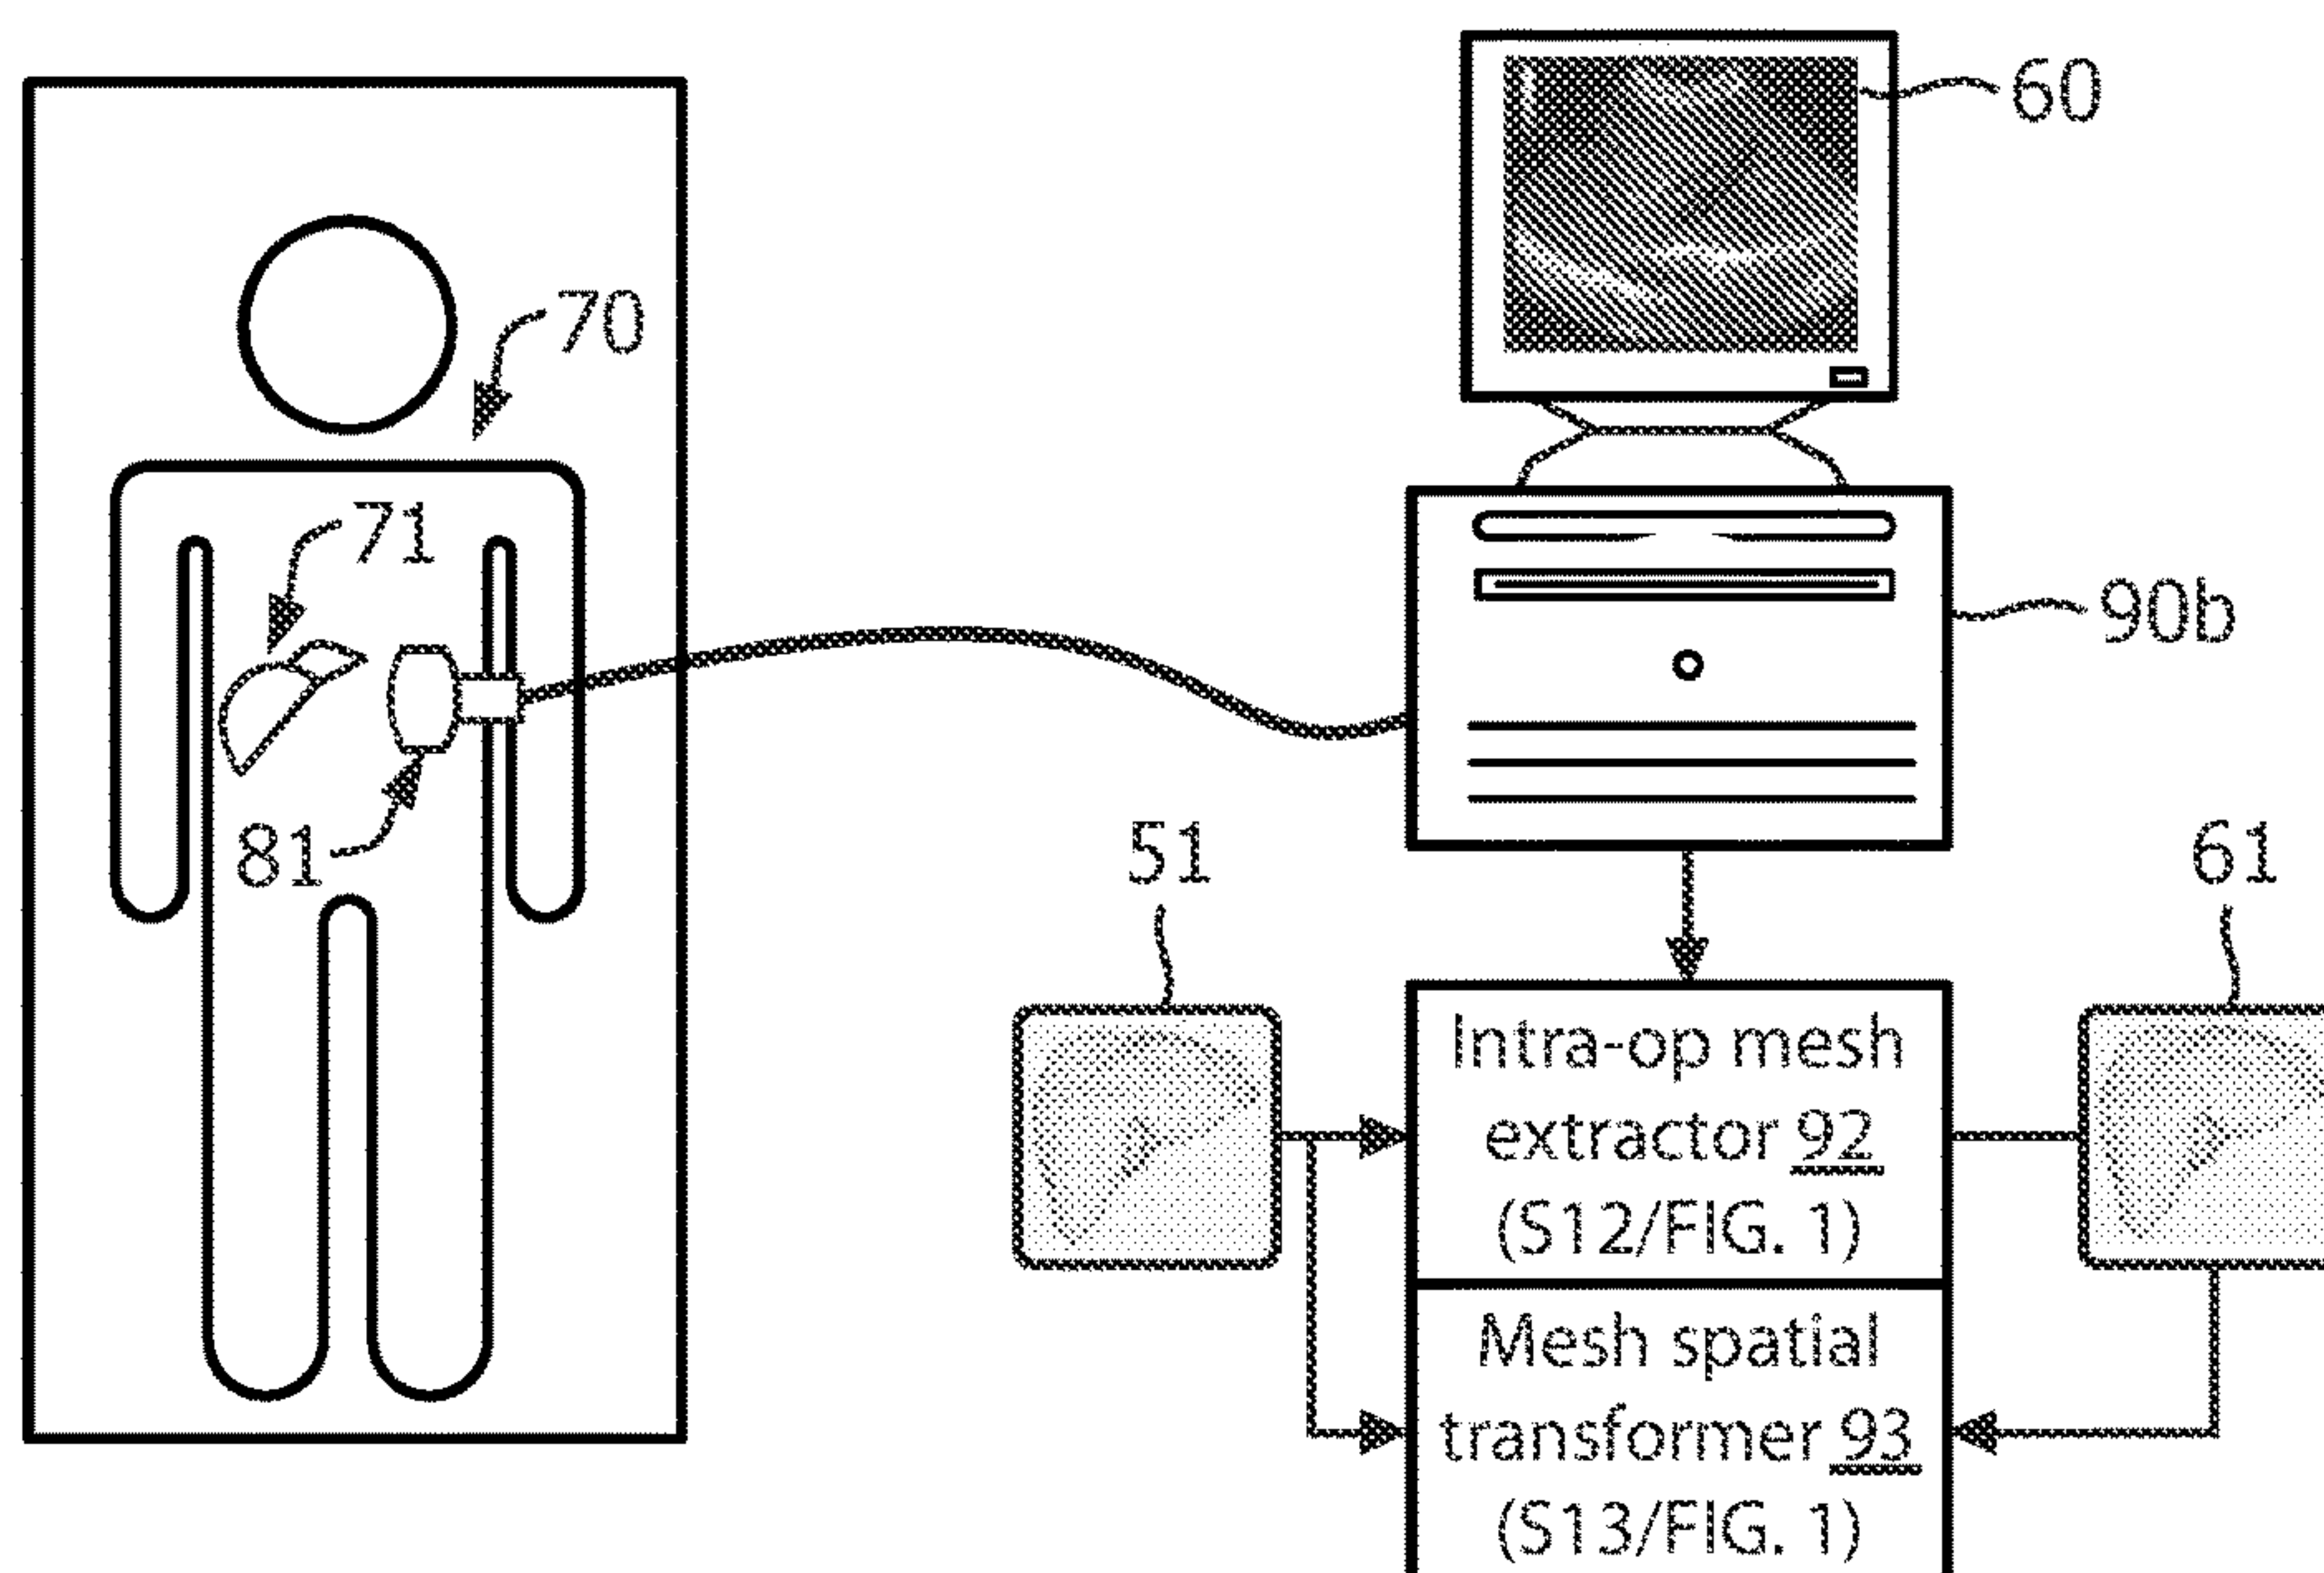 60
70
71
90b
81
51
61
Intra-op mesh
extractor 92
(S12/FIG. 1)
Mesh spatial
transformer 93
(S13/FIG. 1)